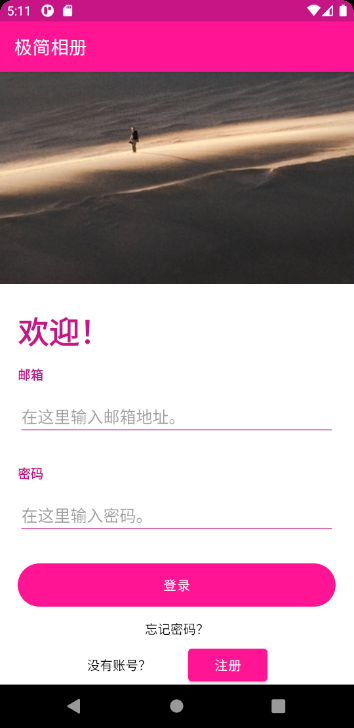 5:11
极简相册
欢迎！
邮箱
在这里输入邮箱地址。
密码
在这里输入密码。
登录
忘记密码？
没有账号？ 注册